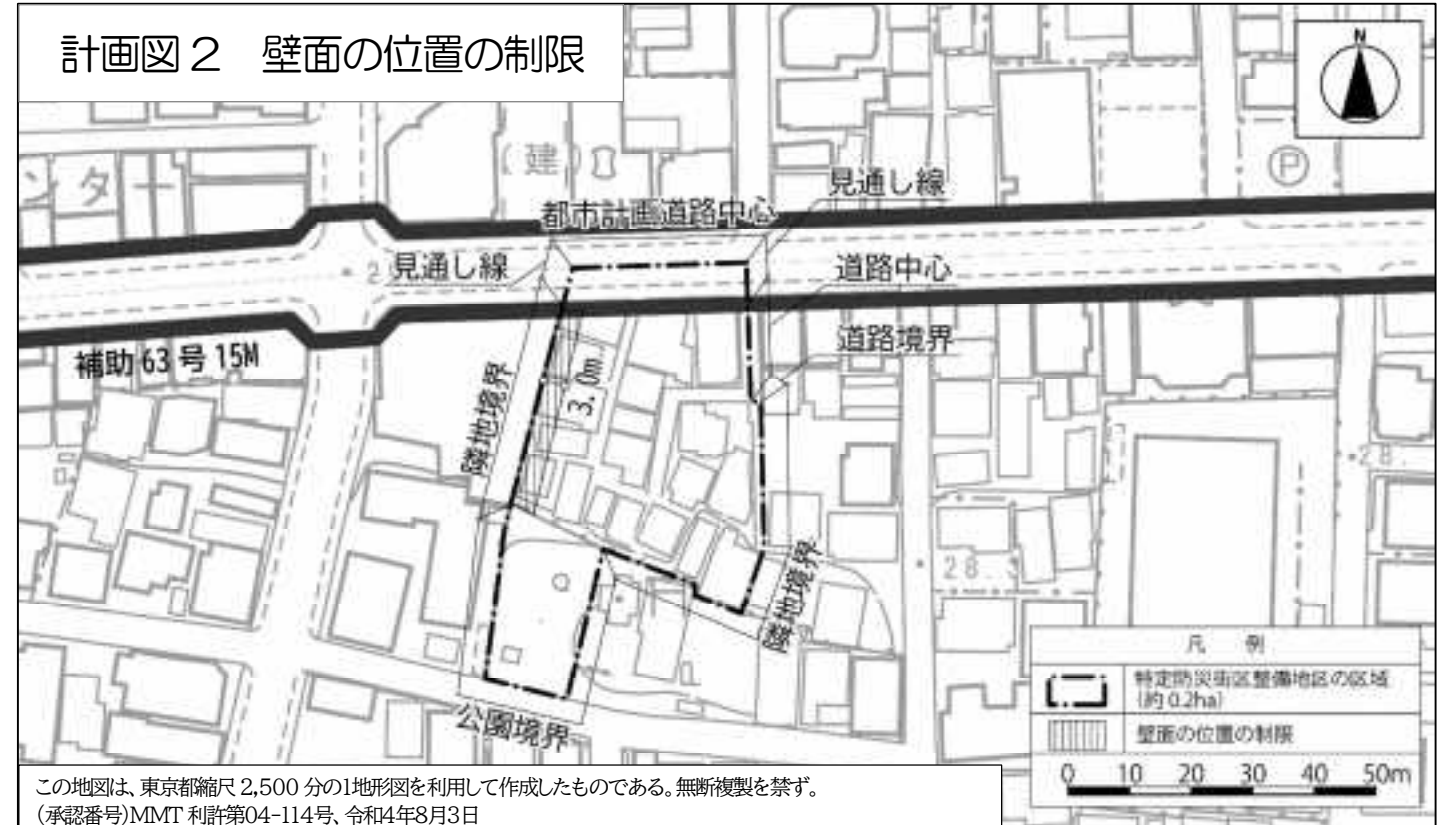 計画図２　壁面の位置の制限
N
ンター
(建)
P
見通し線
都市計画道路中心
見通し線
道路中心
道路境界
補助 63 号 15M
隣地境界
3.0m
28.
28.3
隣地境界
公園境界
凡　例
特定防災街区整備地区の区域
(約 0.2ha)
壁面の位置の制限
0 10 20 30 40 50m
この地図は、東京都縮尺 2,500 分の1地形図を利用して作成したものである。無断複製を禁ず。
(承認番号)MMT 利許第04-114号、令和4年8月3日